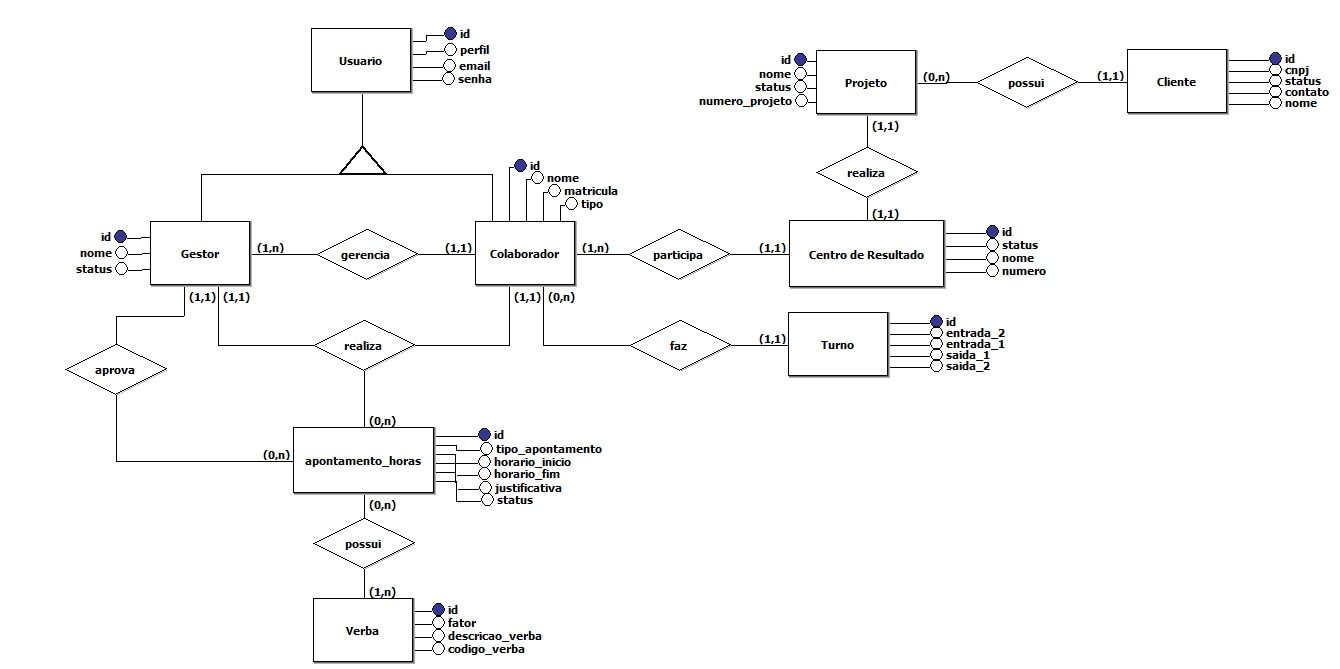 Usuario
id
perfil
email
senha
id
nome
status
numero_projeto
Projeto
(0,n)
possui
(1,1)
Cliente
id
cnpj
status
contato
nome
(1,1)
realiza
(1,1)
id
nome
matricula
tipo
id
nome
status
Gestor
(1,n)
gerencia
(1,1)
Colaborador
(1,n)
participa
(1,1)
Centro de Resultado
id
status
nome
numero
(1,1)
(1,1)
(1,1)
(0,n)
aprova
realiza
faz
(1,1)
Turno
id
entrada_2
entrada_1
saida_1
saida_2
(0,n)
(0,n)
apontamento_horas
id
tipo_apontamento
horario_inicio
horario_fim
justificativa
status
(0,n)
possui
(1,n)
Verba
id
fator
descricao_verba
codigo_verba